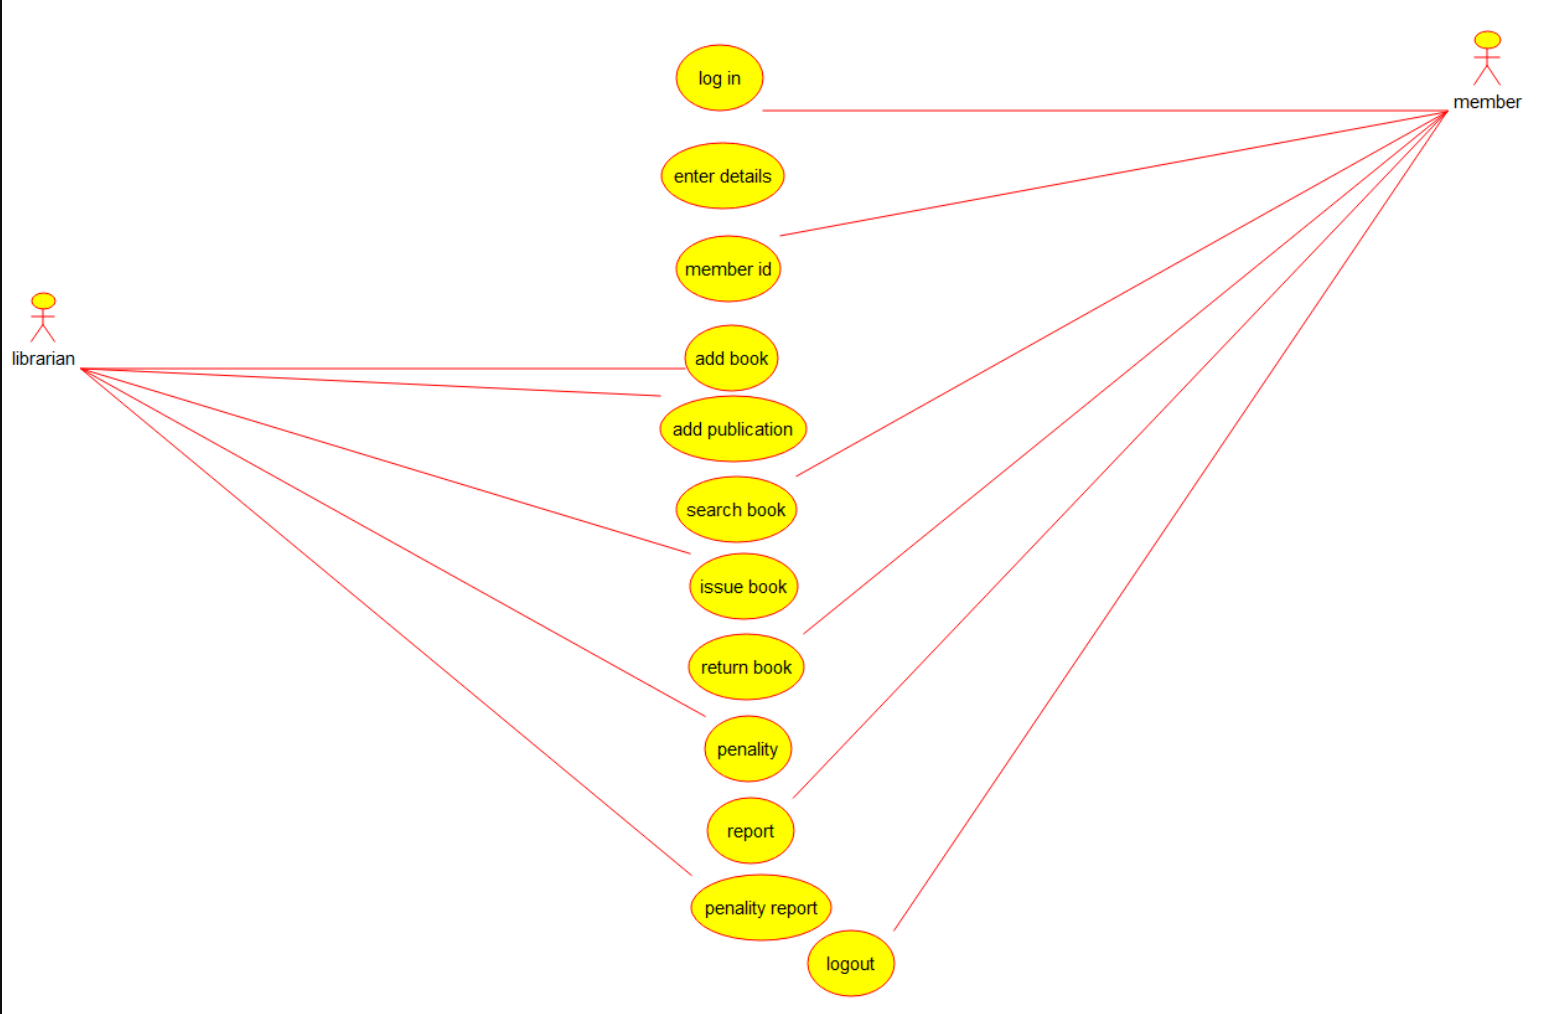 log in
member
enter details
member id
librarian
add book
add publication
search book
issue book
return book
penality
report
penality report
logout